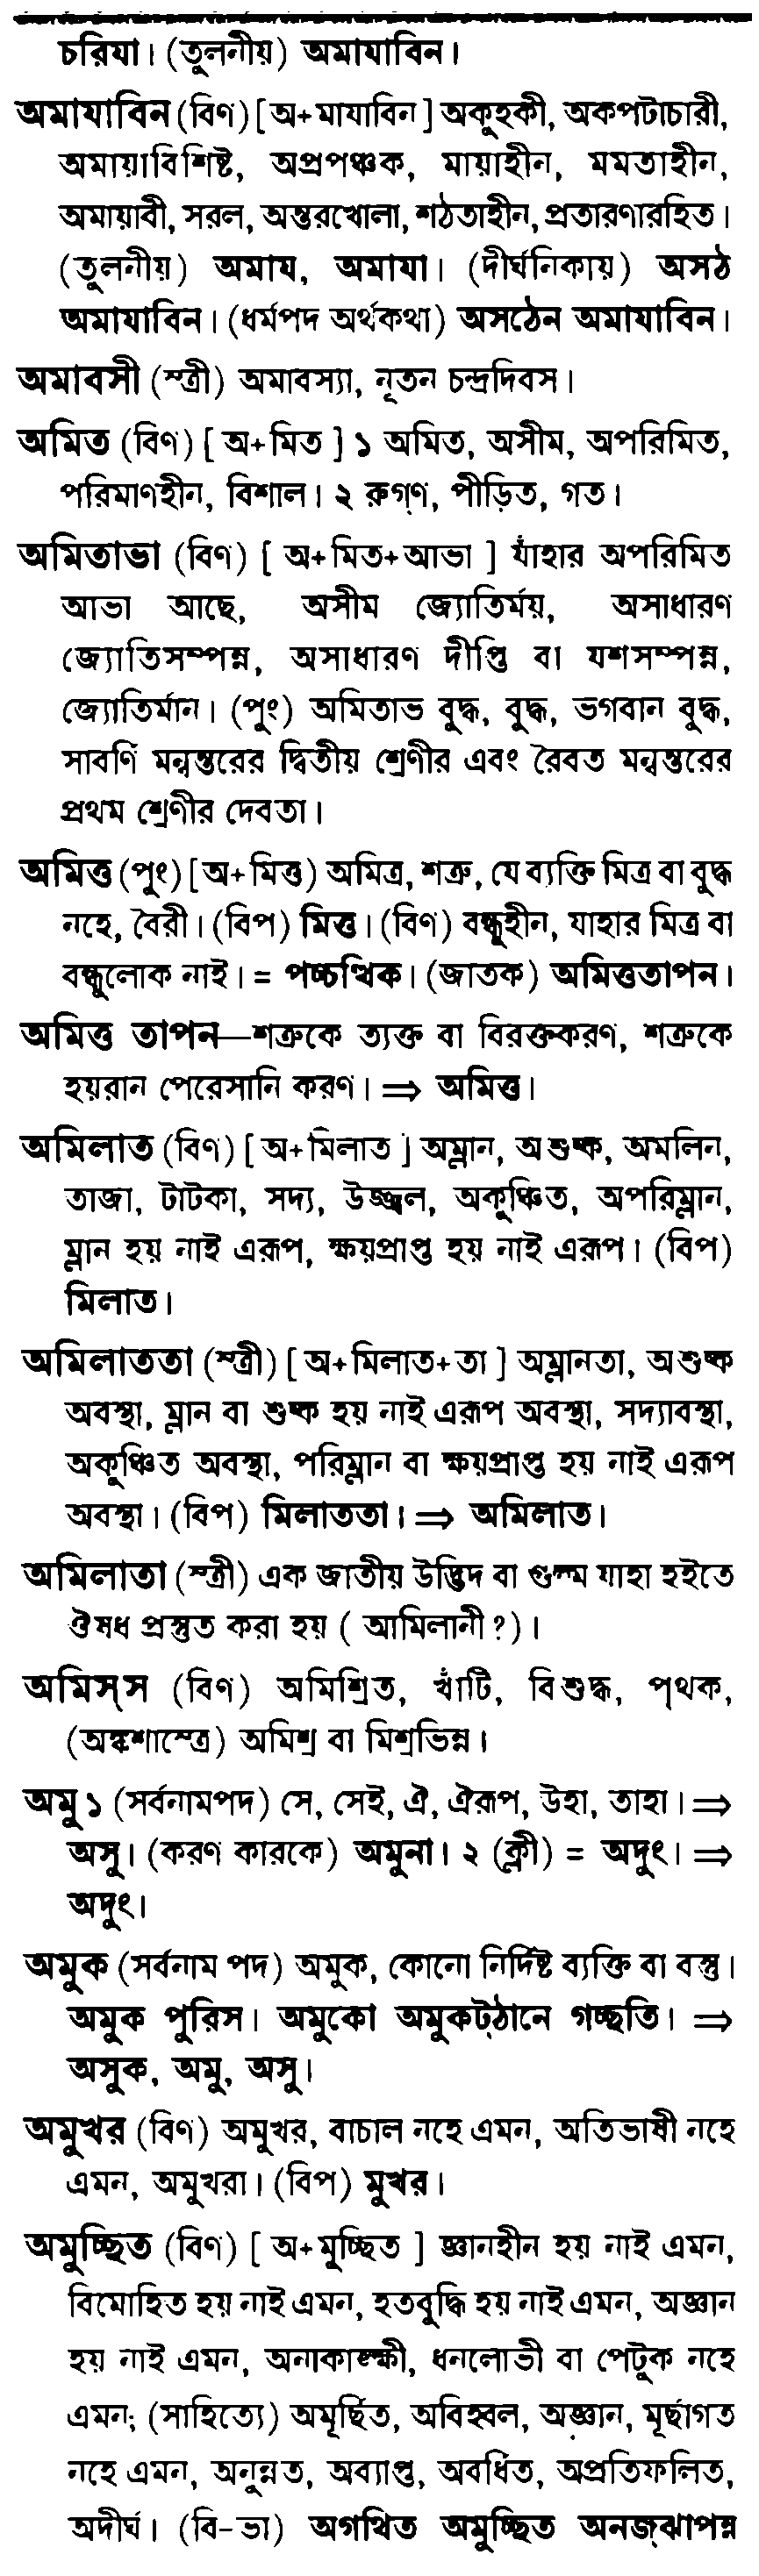 চরিযা। (তুলনীয়) অমাযাবিন।
অমাযাবিন (বিণ) [অ+মাযাবিন] অকুহকী, অকপটাচারী,
অমায়াবিশিষ্ট, অপ্রপঞ্চক, মায়াহীন, মমতাহীন,
অমায়াবী, সরল, অন্তরখোলা, শঠতাহীন, প্রতারণারহিত।
(তুলনীয়) অমায, অমাযা। (দীর্ঘনিকায়) অসঠ
অমাযাবিন। (ধর্মপদ অর্থকথা) অসঠেন অমাযাবিন।
অমাবসী (স্ত্রী) অমাবস্যা, নূতন চন্দ্রদিবস।
অমিত (বিণ) [ অ+মিত ] ১ অমিত, অসীম, অপরিমিত,
পরিমাণহীন, বিশাল। ২ রুগ্ণ, পীড়িত, গত।
অমিতাভা (বিণ) [ অ+মিত+আভা ] যাঁহার অপরিমিত
আভা আছে, অসীম জ্যোতির্ময়, অসাধারণ
জ্যোতিসম্পন্ন, অসাধারণ দীপ্তি বা যশসম্পন্ন,
জ্যোতির্মান। (পুং) অমিতাভ বুদ্ধ, বুদ্ধ, ভগবান বুদ্ধ,
সাবর্ণি মন্বন্তরের দ্বিতীয় শ্রেণীর এবং রৈবত মন্বন্তরের
প্রথম শ্রেণীর দেবতা।
অমিত্ত (পুং) [ অ+মিত্ত) অমিত্র, শত্রু, যে ব্যক্তি মিত্র বা বুদ্ধ
নহে, বৈরী। (বিপ) মিত্ত। (বিণ) বন্ধুহীন, যাহার মিত্র বা
বন্ধুলোক নাই। = পচ্চত্থিক। (জাতক) অমিত্ততাপন।
অমিত্ত তাপন—শত্রুকে ত্যক্ত বা বিরক্তকরণ, শত্রুকে
হয়রান পেরেসানি করণ। ⇒ অমিত্ত।
অমিলাত (বিণ) [ অ+মিলাত ] অম্লান, অশুষ্ক, অমলিন,
তাজা, টাটকা, সদ্য, উজ্জ্বল, অকুঞ্চিত, অপরিম্লান,
ম্লান হয় নাই এরূপ, ক্ষয়প্রাপ্ত হয় নাই এরূপ। (বিপ)
মিলাত।
অমিলাততা (স্ত্রী) [ অ+মিলাত+তা ] অম্লানতা, অশুষ্ক
অবস্থা, ম্লান বা শুষ্ক হয় নাই এরূপ অবস্থা, সদ্যাবস্থা,
অকুঞ্চিত অবস্থা, পরিম্লান বা ক্ষয়প্রাপ্ত হয় নাই এরূপ
অবস্থা। (বিপ) মিলাততা। ⇒ অমিলাত।
অমিলাতা (স্ত্রী) এক জাতীয় উদ্ভিদ বা গুল্ম যাহা হইতে
ঔষধ প্রস্তুত করা হয় ( আমিলানী ?)।
অমিস্স (বিণ) অমিশ্রিত, খাঁটি, বিশুদ্ধ, পৃথক,
(অঙ্কশাস্ত্রে) অমিশ্র বা মিশ্রভিন্ন।
অমু ১ (সর্বনামপদ) সে, সেই, ঐ, ঐরূপ, উহা, তাহা। ⇒
অসু। (করণ কারকে) অমুনা। ২ (ক্লী) = অদুং। ⇒
অদুং।
অমুক (সর্বনাম পদ) অমুক, কোনো নির্দিষ্ট ব্যক্তি বা বস্তু।
অমুক পুরিস। অমুকো অমুকট্ঠানে গচ্ছতি। ⇒
অসুক, অমু, অসু।
অমুখর (বিণ) অমুখর, বাচাল নহে এমন, অতিভাষী নহে
এমন, অমুখরা। (বিপ) মুখর।
অমুচ্ছিত (বিণ) [ অ+মুচ্ছিত ] জ্ঞানহীন হয় নাই এমন,
বিমোহিত হয় নাই এমন, হতবুদ্ধি হয় নাই এমন, অজ্ঞান
হয় নাই এমন, অনাকাঙ্ক্ষী, ধনলোভী বা পেটুক নহে
এমন; (সাহিত্যে) অমূর্ছিত, অবিহ্বল, অজ্ঞান, মূর্ছাগত
নহে এমন, অনুন্নত, অব্যাপ্ত, অবর্ধিত, অপ্রতিফলিত,
অদীর্ঘ। (বি-ভা) অগথিত অমুচ্ছিত অনজ্ঝাপন্ন